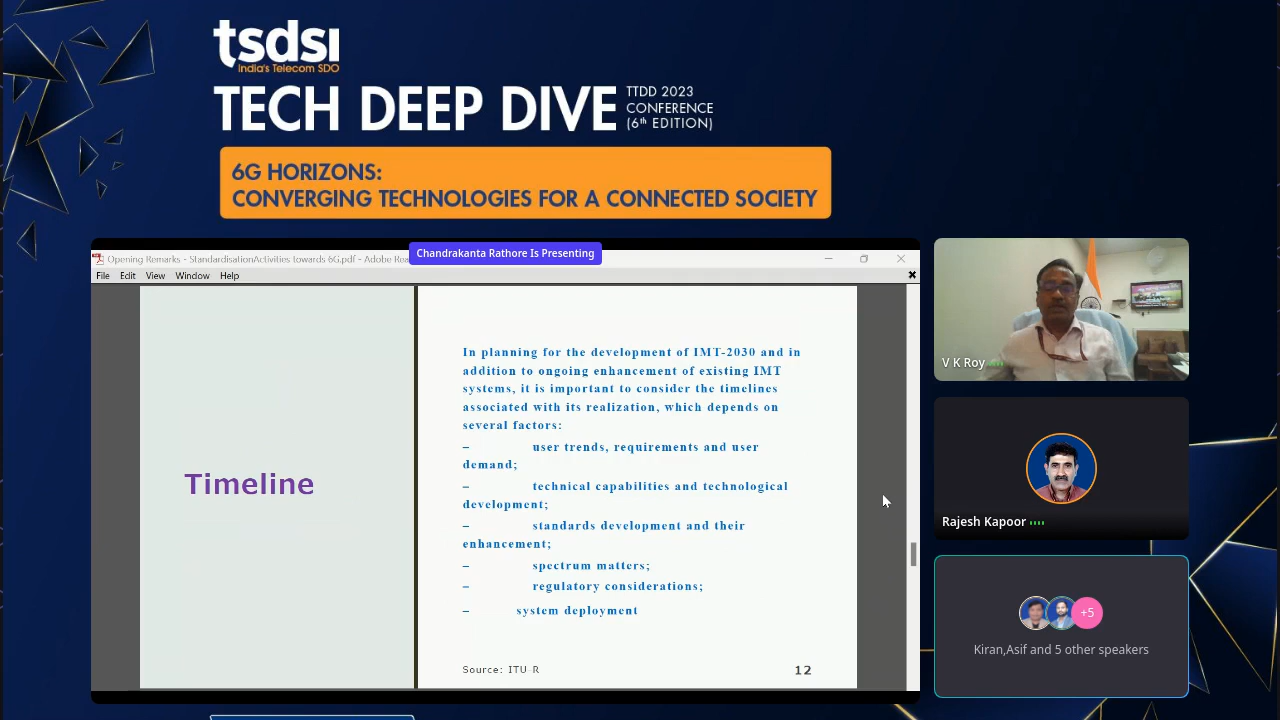 tsdsi
India's Telecom SDO
TECH DEEP DIVE
TTDD 2023
CONFERENCE
(6th EDITION)
6G HORIZONS:
CONVERGING TECHNOLOGIES FOR A CONNECTED SOCIETY
Chandrakanta Rathore Is Presenting
Opening Remarks - StandardisationActivities towards 6G.pdf - Adobe Rea
File Edit View Window Help
Timeline
In planning for the development of IMT-2030 and in
addition to ongoing enhancement of existing IMT
systems, it is important to consider the timelines
associated with its realization, which depends on
several factors:
– user trends, requirements and user
demand;
– technical capabilities and technological
development;
– standards development and their
enhancement;
– spectrum matters;
– regulatory considerations;
– system deployment
Source: ITU-R
12
V K Roy
Rajesh Kapoor
+5
Kiran,Asif and 5 other speakers